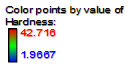 Color points by value of
Hardness:
42.716
1.9667